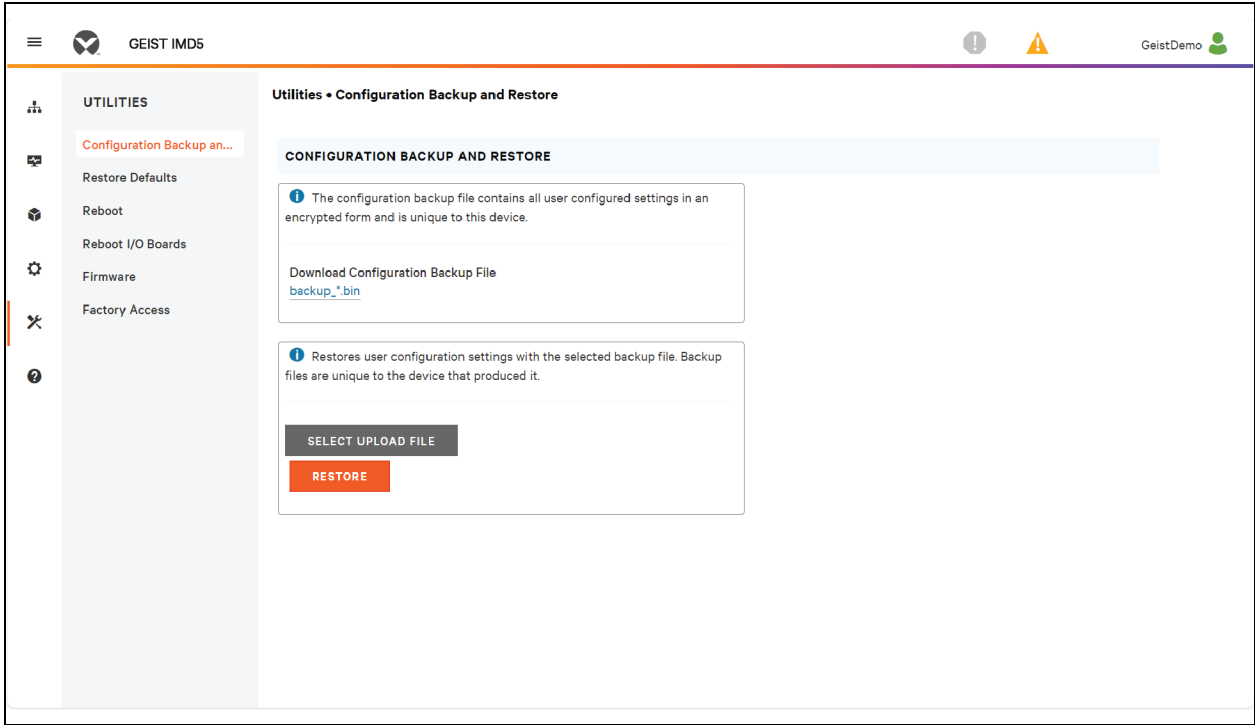 GEIST IMD5
GeistDemo
UTILITIES
Configuration Backup an...
Restore Defaults
Reboot
Reboot I/O Boards
Firmware
Factory Access
Utilities • Configuration Backup and Restore
CONFIGURATION BACKUP AND RESTORE
The configuration backup file contains all user configured settings in an
encrypted form and is unique to this device.
Download Configuration Backup File
backup_*.bin
Restores user configuration settings with the selected backup file. Backup
files are unique to the device that produced it.
SELECT UPLOAD FILE
RESTORE